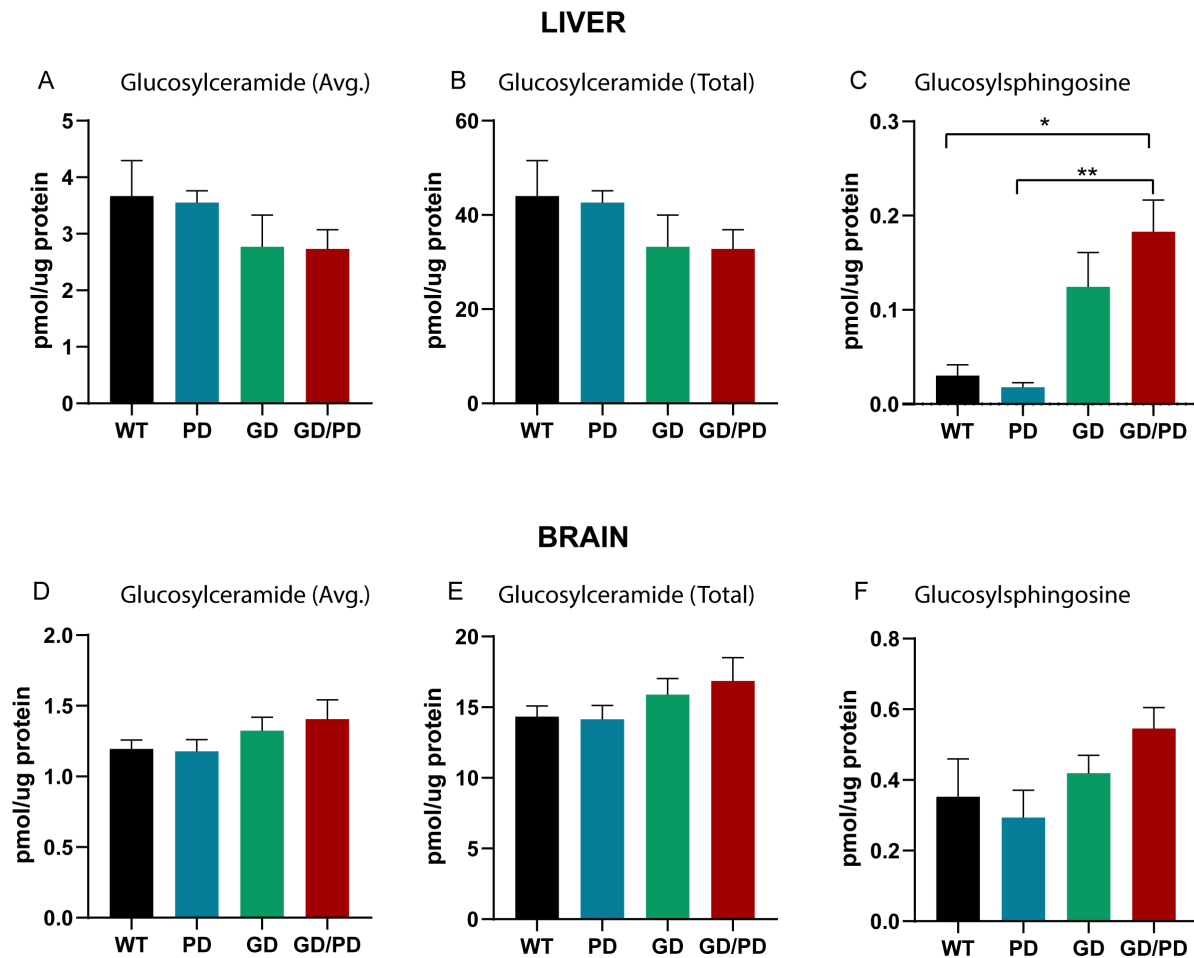 LIVER
A Glucosylceramide (Avg.)
pmol/ug protein
5
4
3
2
1
0
WT PD GD GD/PD
B Glucosylceramide (Total)
pmol/ug protein
60
40
20
0
WT PD GD GD/PD
C Glucosylsphingosine
pmol/ug protein
0.3
0.2
0.1
0.0
*
**
WT PD GD GD/PD
BRAIN
D Glucosylceramide (Avg.)
pmol/ug protein
2.0
1.5
1.0
0.5
0.0
WT PD GD GD/PD
E Glucosylceramide (Total)
pmol/ug protein
20
15
10
5
0
WT PD GD GD/PD
F Glucosylsphingosine
pmol/ug protein
0.8
0.6
0.4
0.2
0.0
WT PD GD GD/PD